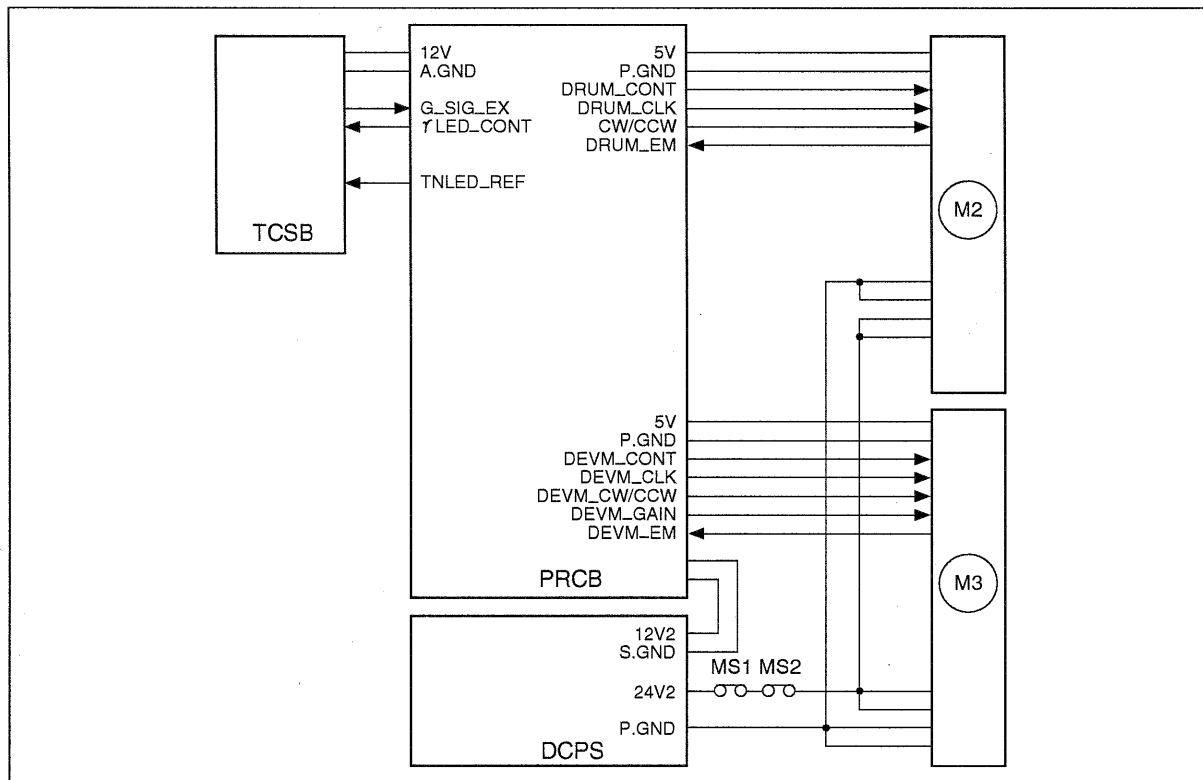 12V
A.GND
G_SIG_EX
LED_CONT
TNLED_REF
TCSB
5V
P.GND
DRUM_CONT
DRUM_CLK
CW/CCW
DRUM_EM
M2
5V
P.GND
DEVM_CONT
DEVM_CLK
DEVM_CW/CCW
DEVM_GAIN
DEVM_EM
PRCB
M3
12V2
S.GND
MS1 MS2
24V2
P.GND
DCPS